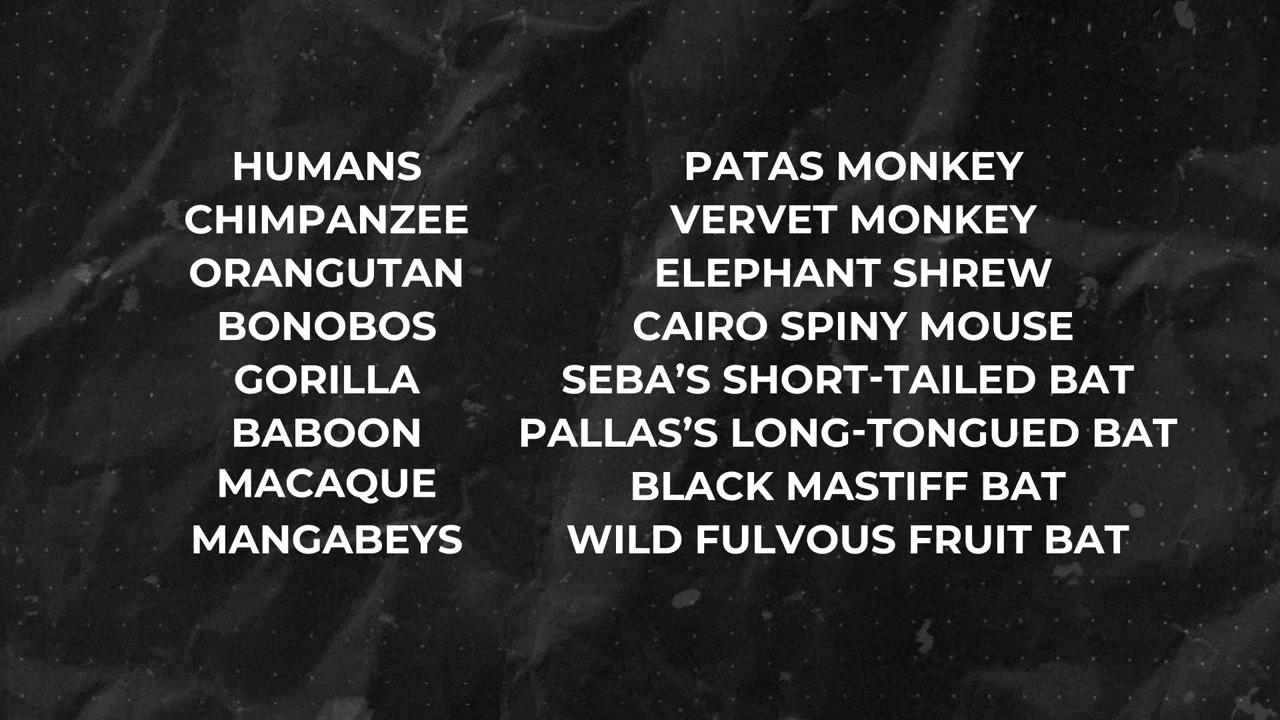 HUMANS
CHIMPANZEE
ORANGUTAN
BONOBOS
GORILLA
BABOON
MACAQUE
MANGABEYS
PATAS MONKEY
VERVET MONKEY
ELEPHANT SHREW
CAIRO SPINY MOUSE
SEBA’S SHORT-TAILED BAT
PALLAS’S LONG-TONGUED BAT
BLACK MASTIFF BAT
WILD FULVOUS FRUIT BAT